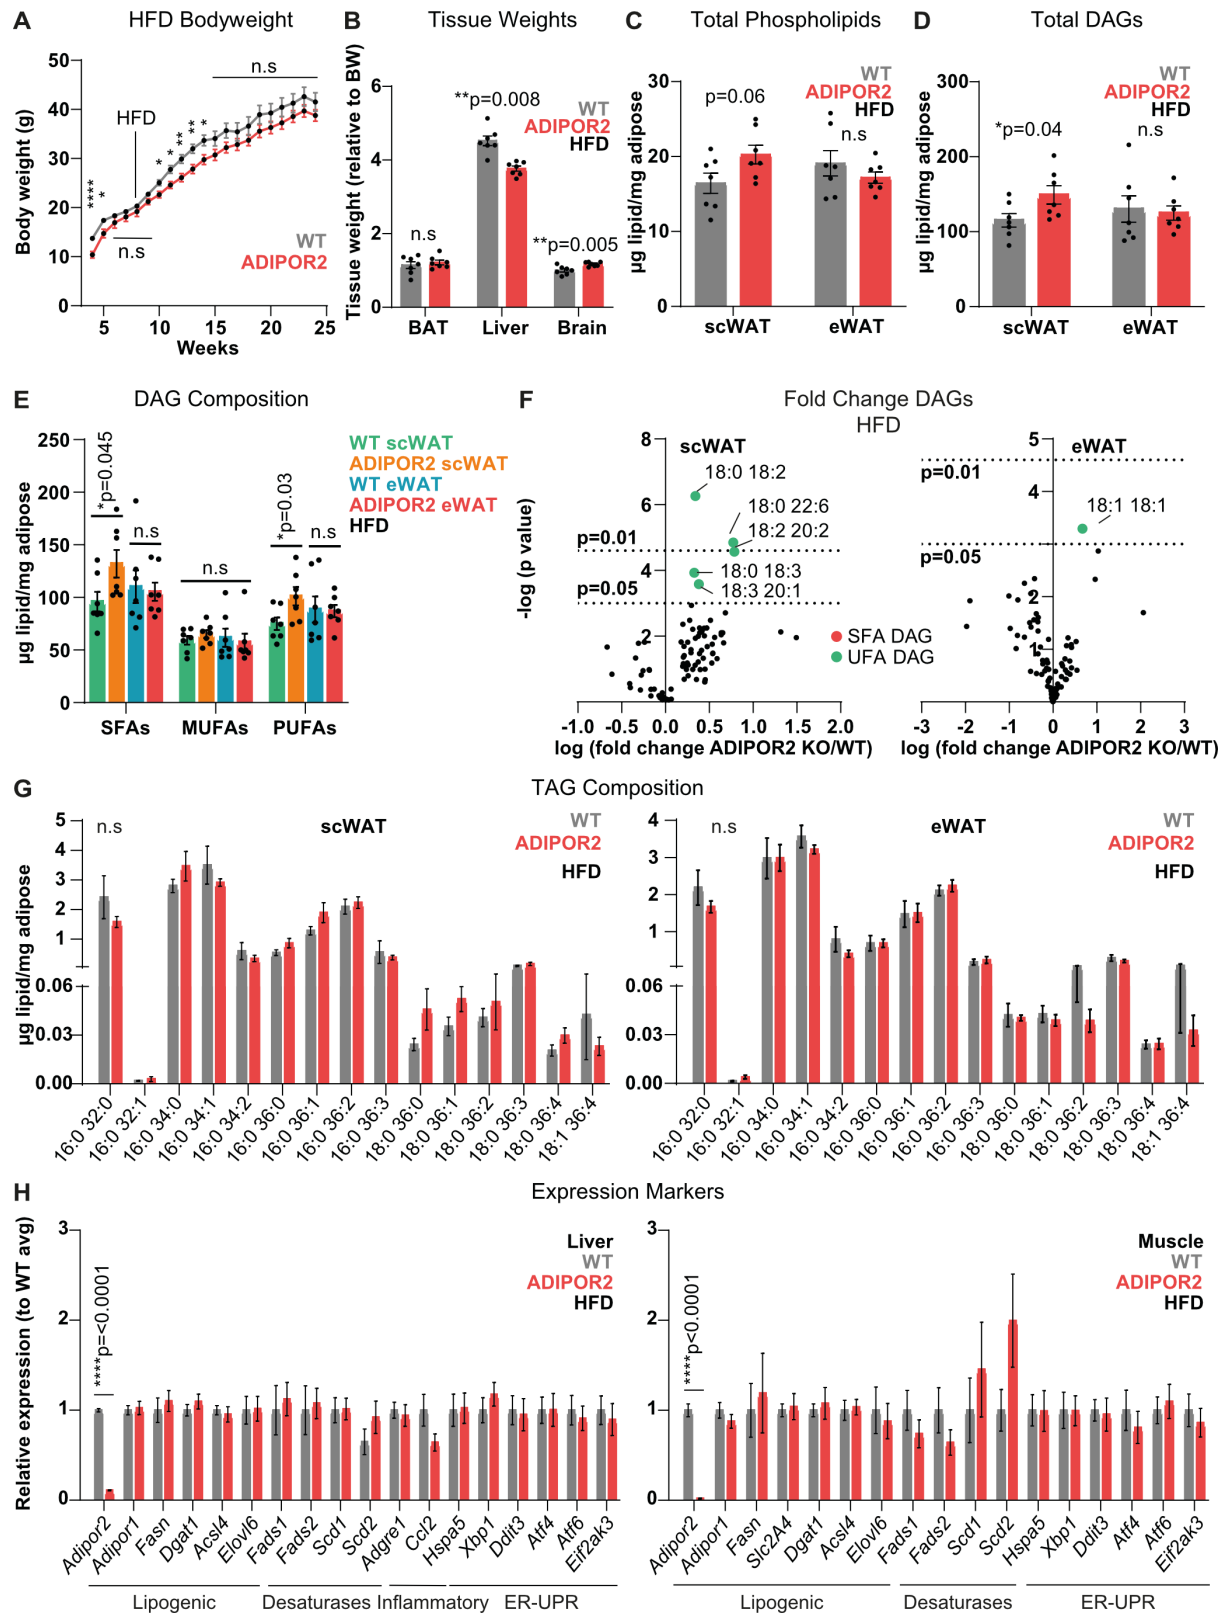 A
HFD Bodyweight
Body weight (g)
50
40
30
20
10
0
5
10
15
20
25
Weeks
****
*
HFD
n.s
*
*
**
**
*
n.s
WT
ADIPOR2
B
Tissue Weights
Tissue weight (relative to BW)
6
4
2
0
n.s
**p=0.008
**p=0.005
WT
ADIPOR2
HFD
BAT
Liver
Brain
C
Total Phospholipids
µg lipid/mg adipose
30
20
10
0
p=0.06
n.s
WT
ADIPOR2
HFD
scWAT
eWAT
D
Total DAGs
µg lipid/mg adipose
300
200
100
0
*p=0.04
n.s
WT
ADIPOR2
HFD
scWAT
eWAT
E
DAG Composition
µg lipid/mg adipose
250
200
150
100
50
0
*p=0.045
n.s
n.s
*p=0.03
n.s
WT scWAT
ADIPOR2 scWAT
WT eWAT
ADIPOR2 eWAT
HFD
SFAs
MUFAs
PUFAs
F
Fold Change DAGs
HFD
-log (p value)
scWAT
8
6
4
2
18:0 18:2
18:0 22:6
18:2 20:2
p=0.01
18:0 18:3
18:3 20:1
p=0.05
SFA DAG
UFA DAG
-1.0
-0.5
0.0
0.5
1.0
1.5
2.0
log (fold change ADIPOR2 KO/WT)
eWAT
5
4
2
1
p=0.01
18:1 18:1
p=0.05
-3
-2
-1
0
1
2
3
log (fold change ADIPOR2 KO/WT)
G
TAG Composition
µg lipid/mg adipose
n.s
scWAT
WT
ADIPOR2
HFD
5
4
3
2
1
0.06
0.03
0.00
16:0 32:0
16:0 32:1
16:0 34:0
16:0 34:1
16:0 34:2
16:0 36:0
16:0 36:1
16:0 36:2
16:0 36:3
18:0 36:0
18:0 36:1
18:0 36:2
18:0 36:3
18:0 36:4
18:1 36:4
n.s
eWAT
WT
ADIPOR2
HFD
4
3
2
1
0.06
0.03
0.00
16:0 32:0
16:0 32:1
16:0 34:0
16:0 34:1
16:0 34:2
16:0 36:0
16:0 36:1
16:0 36:2
16:0 36:3
18:0 36:0
18:0 36:1
18:0 36:2
18:0 36:3
18:0 36:4
18:1 36:4
H
Expression Markers
Relative expression (to WT avg)
3
2
1
0
****p=<0.0001
Liver
WT
ADIPOR2
HFD
Adipor2
Adipor1
Fasn
Dgat1
Acsl4
Elovl6
Fads1
Fads2
Scd1
Scd2
Adgre1
Ccl2
Hspa5
Xbp1
Ddit3
Atf4
Atf6
Eif2ak3
Lipogenic
Desaturases
Inflammatory
ER-UPR
3
2
1
0
****p<0.0001
Muscle
WT
ADIPOR2
HFD
Adipor2
Adipor1
Fasn
Slc2A4
Dgat1
Acsl4
Elovl6
Fads1
Fads2
Scd1
Scd2
Hspa5
Xbp1
Ddit3
Atf4
Atf6
Eif2ak3
Lipogenic
Desaturases
ER-UPR